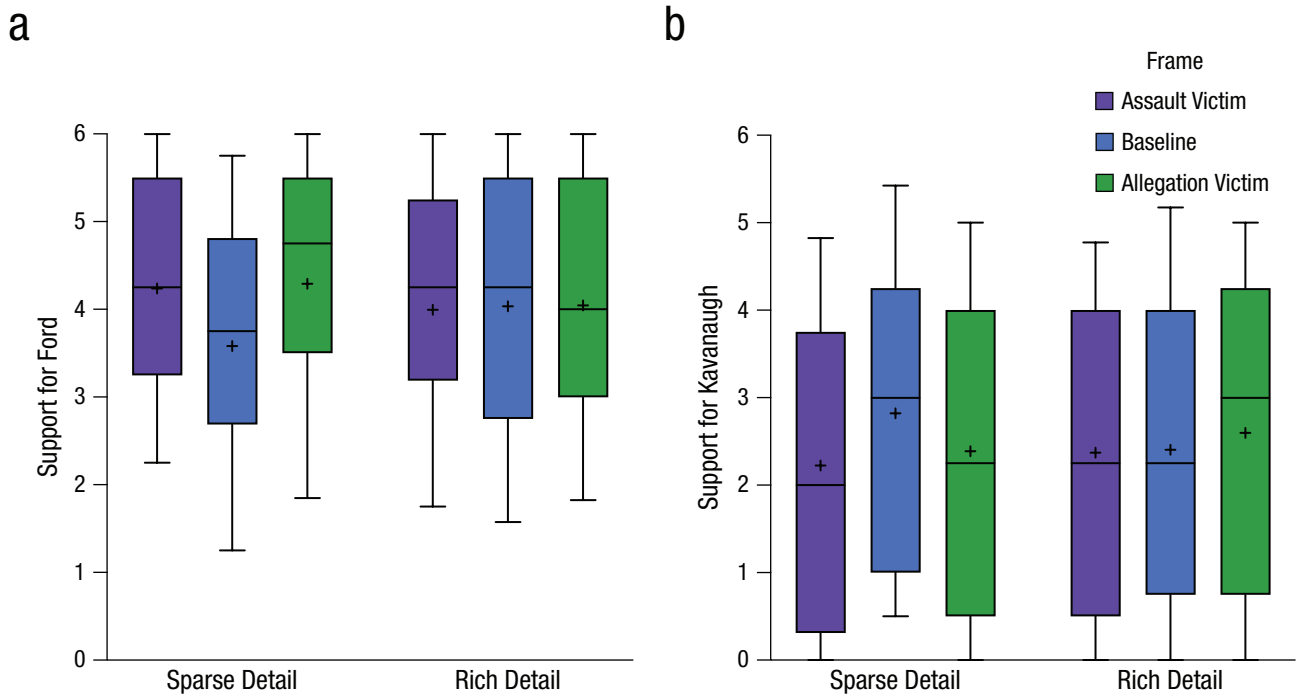 a
Support for Ford
6
5
4
3
2
1
0
Sparse Detail
Rich Detail
b
Frame
Assault Victim
Baseline
Allegation Victim
Support for Kavanaugh
6
5
4
3
2
1
0
Sparse Detail
Rich Detail